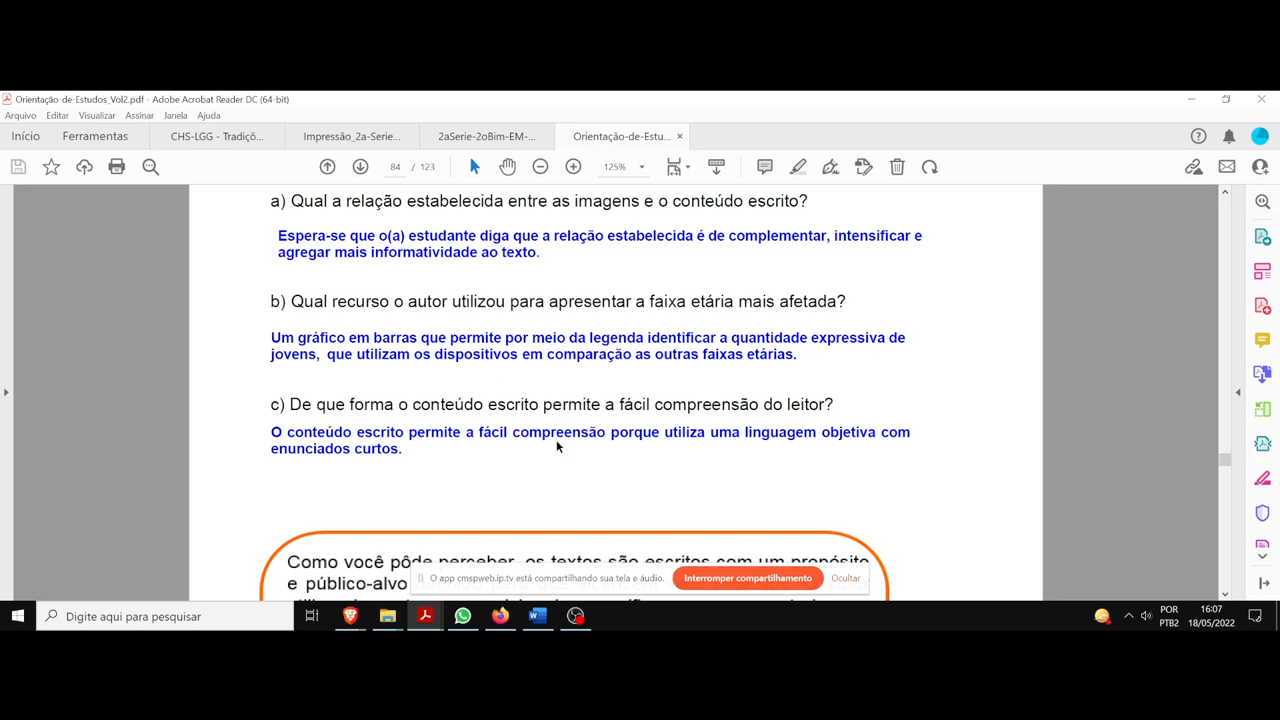 Orientação-de-Estudos_Vol2.pdf - Adobe Acrobat Reader DC (64-bit)
Arquivo Editar Visualizar Assinar Janela Ajuda
Início Ferramentas CHS-LGG - Tradiçõ... Impressão_2a-Serie... 2aSerie-2oBim-EM-... Orientação-de-Estu...
84 / 123 125%
a) Qual a relação estabelecida entre as imagens e o conteúdo escrito?
Espera-se que o(a) estudante diga que a relação estabelecida é de complementar, intensificar e
agregar mais informatividade ao texto.
b) Qual recurso o autor utilizou para apresentar a faixa etária mais afetada?
Um gráfico em barras que permite por meio da legenda identificar a quantidade expressiva de
jovens, que utilizam os dispositivos em comparação as outras faixas etárias.
c) De que forma o conteúdo escrito permite a fácil compreensão do leitor?
O conteúdo escrito permite a fácil compreensão porque utiliza uma linguagem objetiva com
enunciados curtos.
Como você pôde perceber, os textos são escritos com um propósito
e público-alvo
O app cmspweb.ip.tv está compartilhando sua tela e áudio. Interromper compartilhamento Ocultar
Digite aqui para pesquisar
POR 16:07
PTB2 18/05/2022